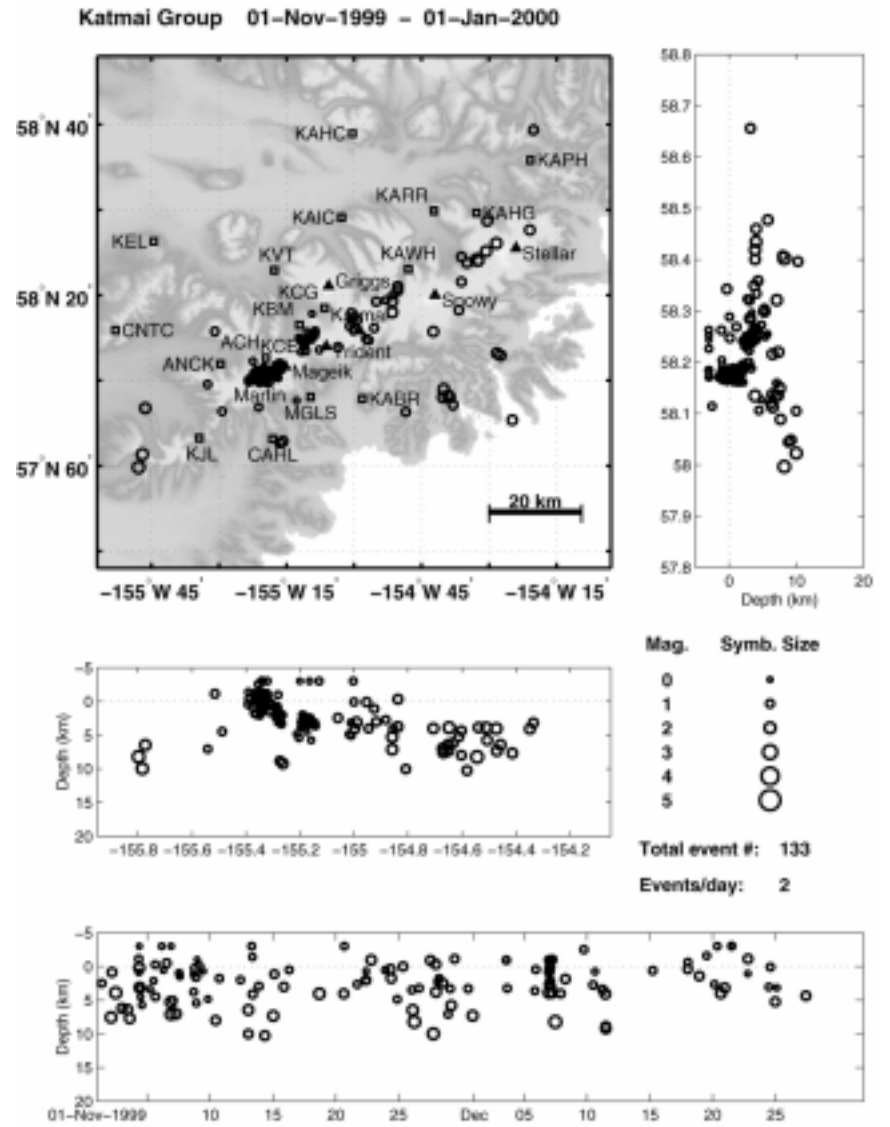 Katmai Group 01-Nov-1999 - 01-Jan-2000
58.8
58.7
58.6
58.5
58.4
58.3
58.2
58.1
58
57.9
57.8
0 10 20
Depth (km)
58°N 40'
58°N 20'
57°N 60'
KAHC
KAPH
KARR
KAHG
KAIC
KEL
KAWH
Stellar
KVT
Griggs
KCG
Snowy
KBM
Katmai
CNTC
ACH
KCE
Trident
ANCK
Mageik
Martin
MGLS
KABR
KJL
CAHL
20 km
-155°W 45' -155°W 15' -154°W 45' -154°W 15'
Mag. Symb. Size
0
1
2
3
4
5
Total event #: 133
Events/day: 2
-5
0
5
10
15
20
Depth (km)
-155.8 -155.6 -155.4 -155.2 -155 -154.8 -154.6 -154.4 -154.2
-5
0
5
10
15
20
Depth (km)
01-Nov-1999 10 15 20 25 Dec 05 10 15 20 25